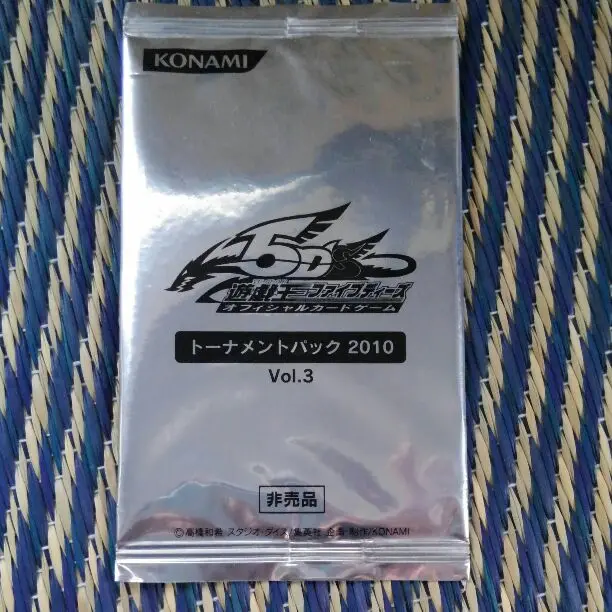 KONAMI
5D's
遊戯王ファイブディーズ
オフィシャルカードゲーム
トーナメントパック 2010
Vol.3
非売品
©高橋和希 スタジオ・ダイス/集英社 企画・制作/KONAMI